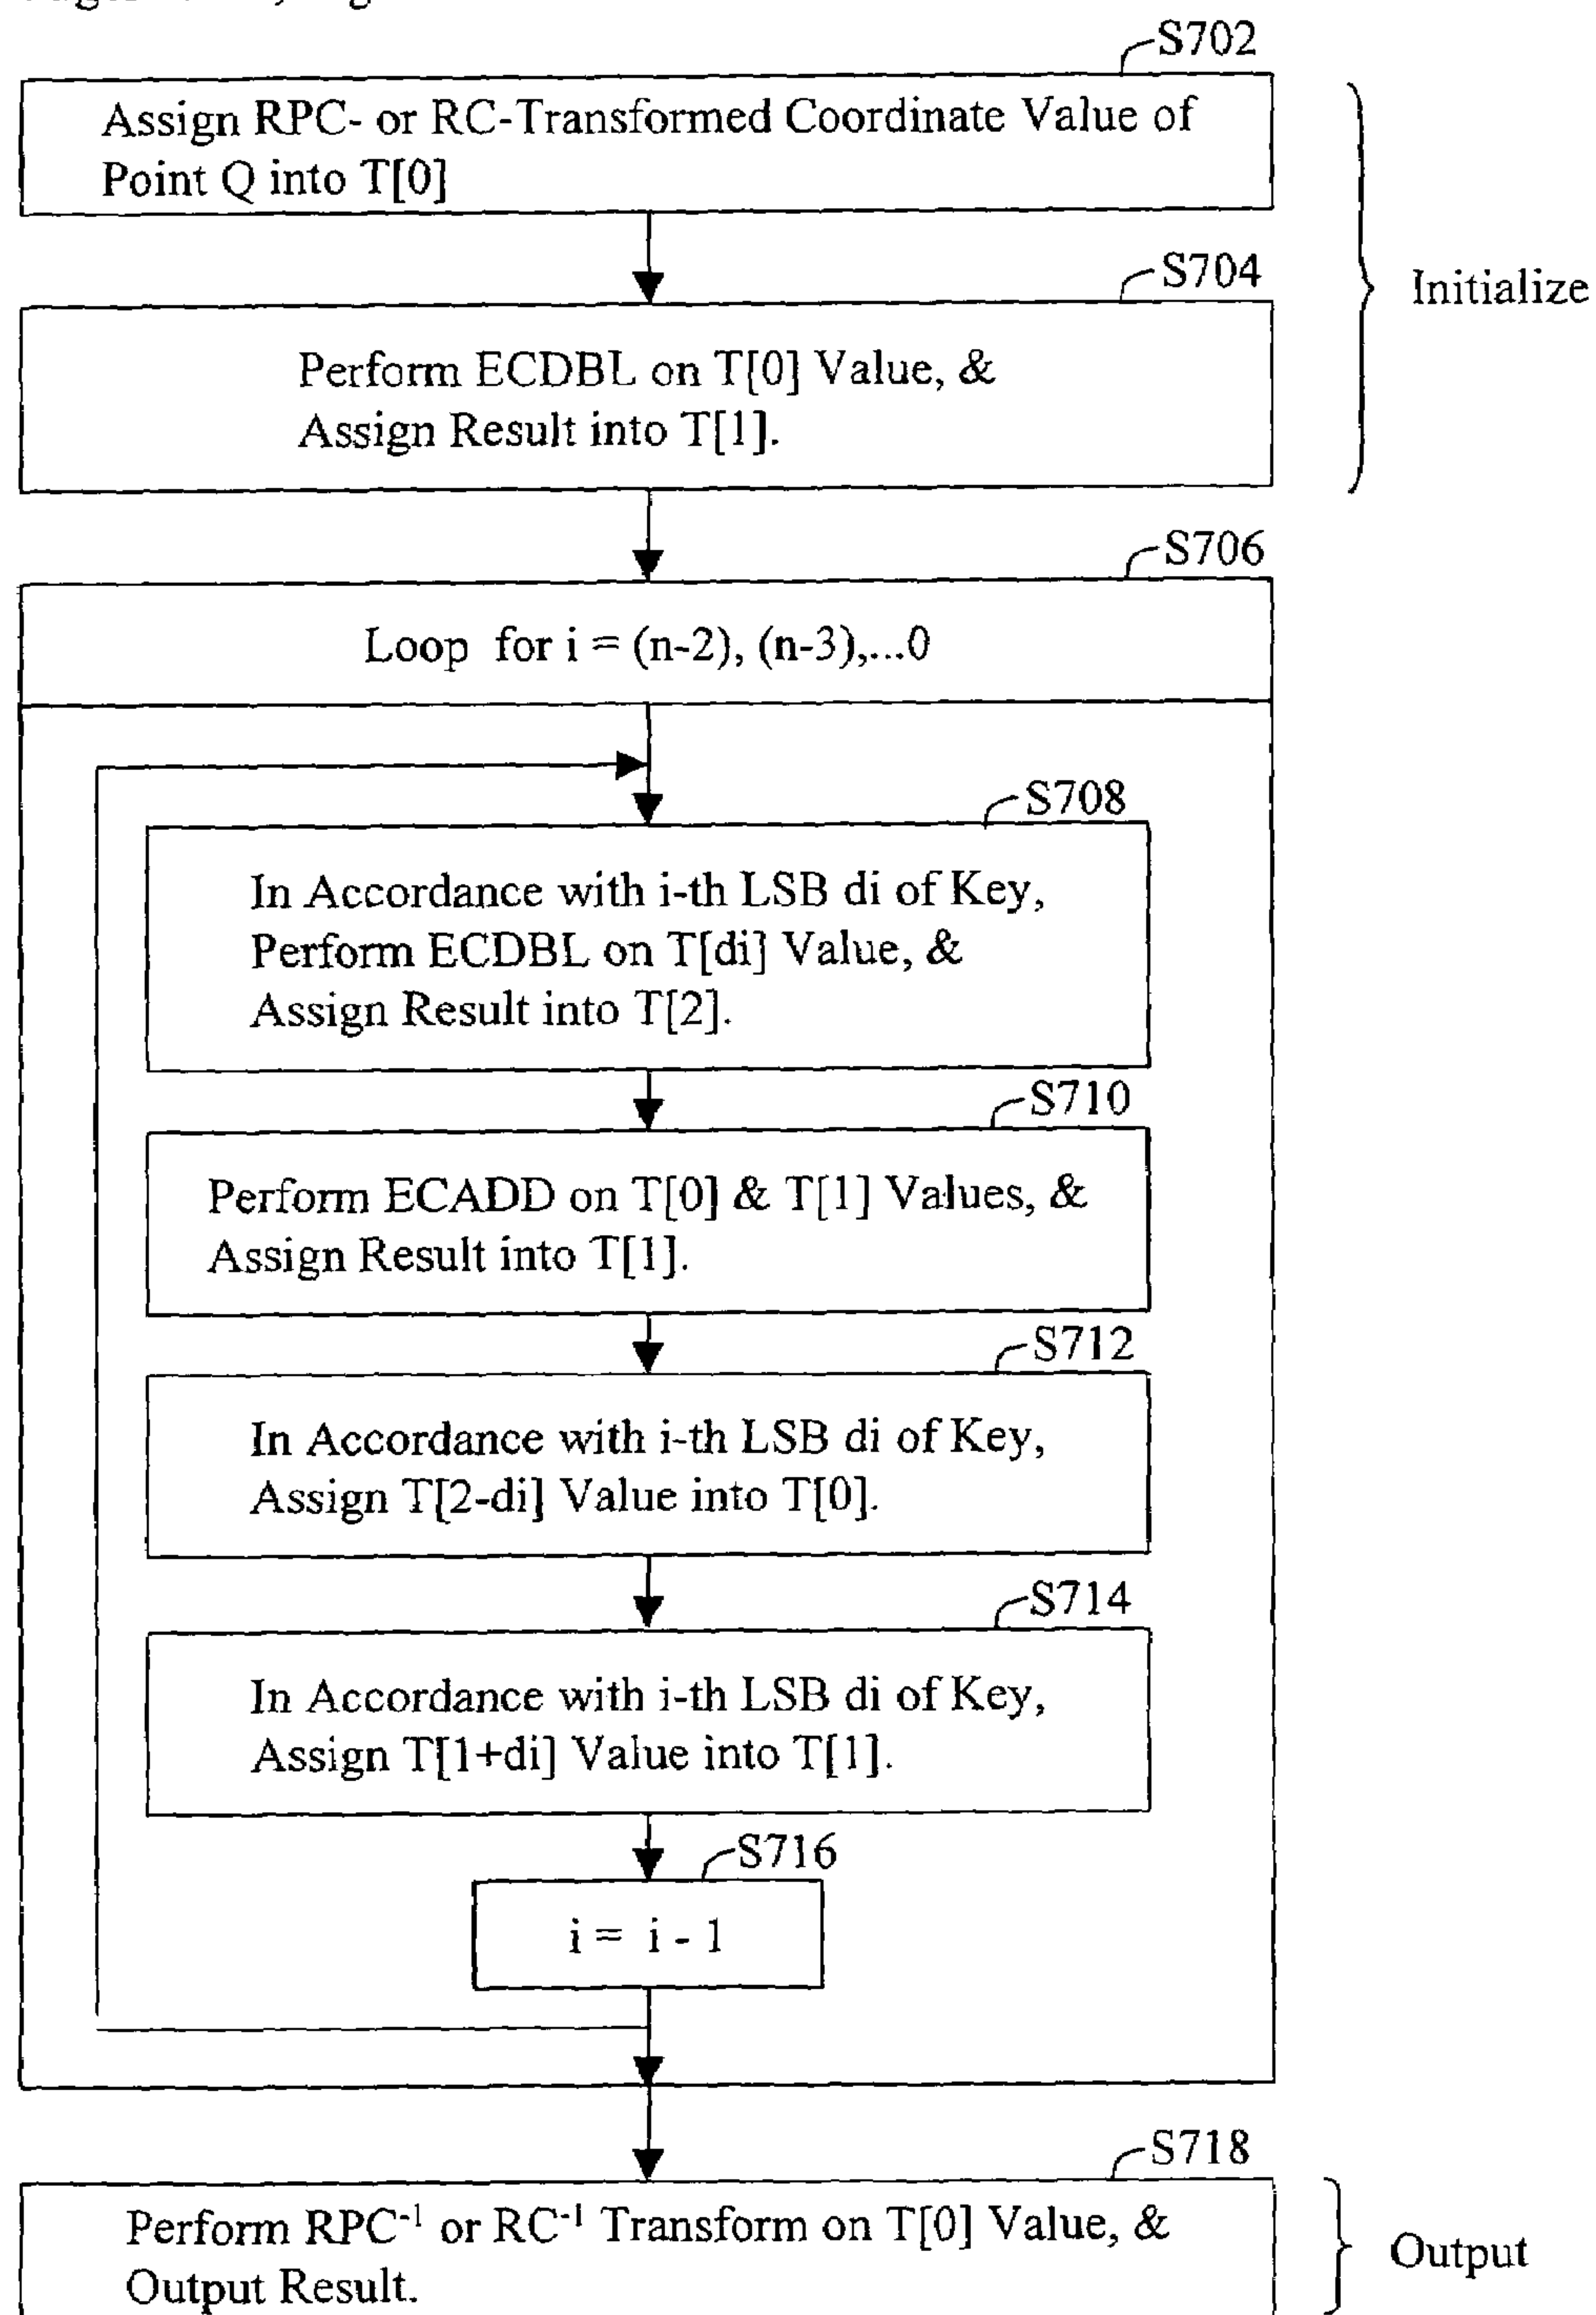 S702
Assign RPC- or RC-Transformed Coordinate Value of
Point Q into T[0]
S704
Initialize
Perform ECDBL on T[0] Value, &
Assign Result into T[1].
S706
Loop for i = (n-2), (n-3),...0
S708
In Accordance with i-th LSB di of Key,
Perform ECDBL on T[di] Value, &
Assign Result into T[2].
S710
Perform ECADD on T[0] & T[1] Values, &
Assign Result into T[1].
S712
In Accordance with i-th LSB di of Key,
Assign T[2-di] Value into T[0].
S714
In Accordance with i-th LSB di of Key,
Assign T[1+di] Value into T[1].
S716
i = i - 1
S718
Perform RPC⁻¹ or RC⁻¹ Transform on T[0] Value, &
Output Result.
Output